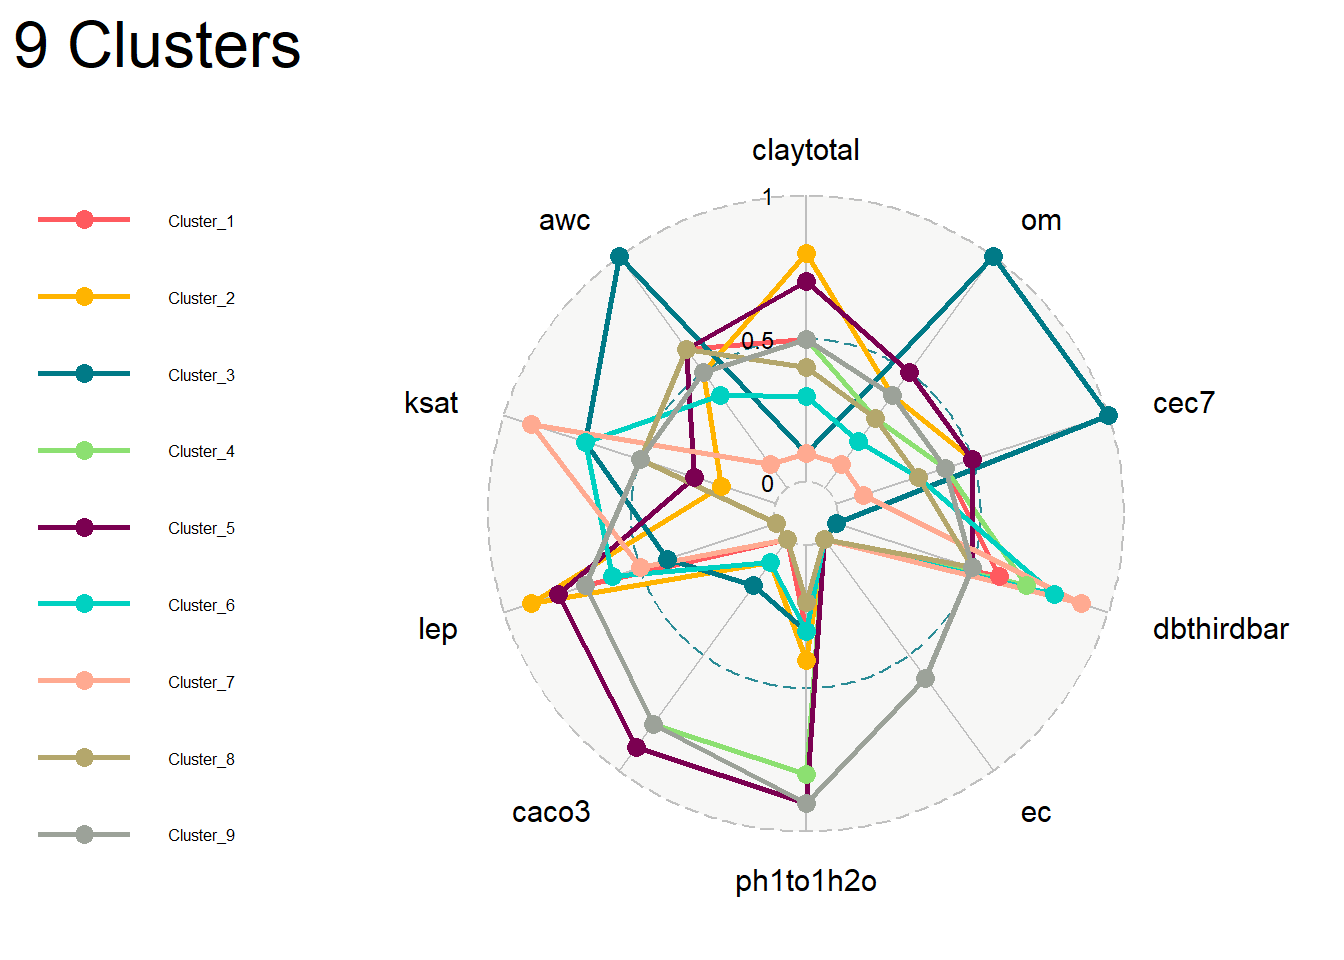 9 Clusters
claytotal
1
om
awc
Cluster_1
Cluster_2
0.5
Cluster_3
ksat
cec7
Cluster_4
0
Cluster_5
Cluster_6
lep
dbthirdbar
Cluster_7
Cluster_8
caco3
ec
Cluster_9
ph1to1h2o